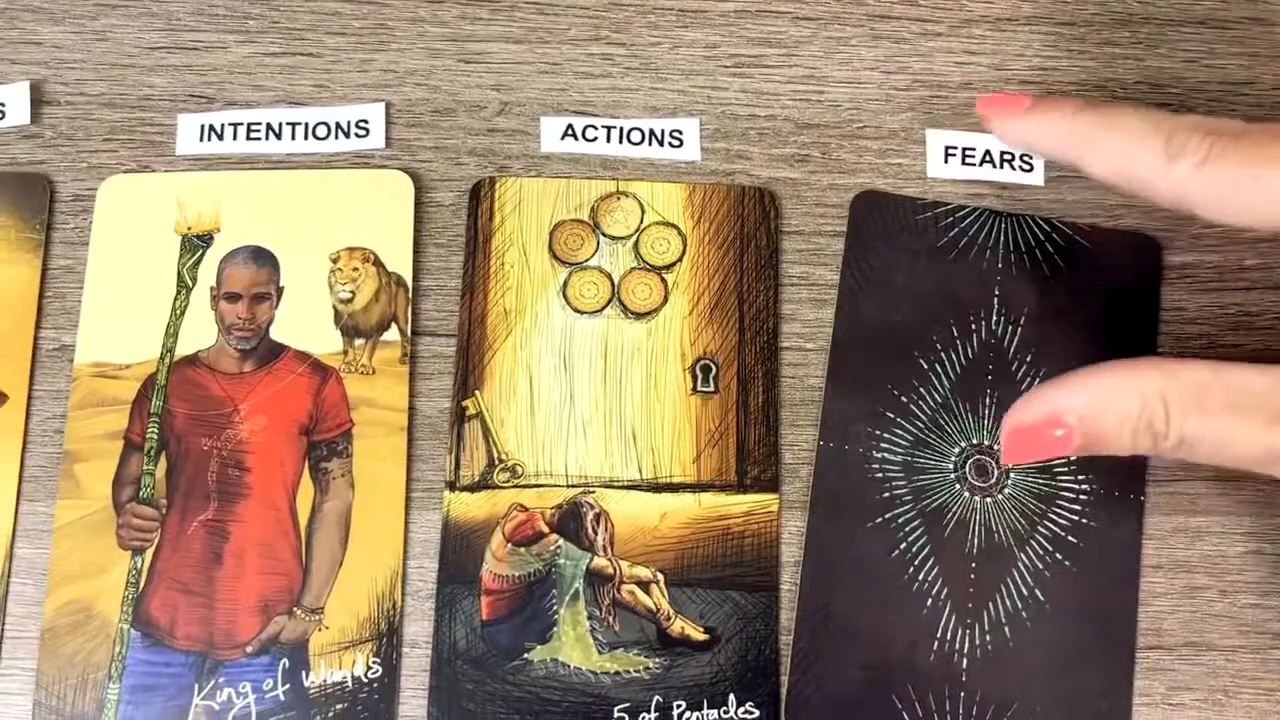 S
INTENTIONS
ACTIONS
FEARS
King of Wands
5 of Pentacles